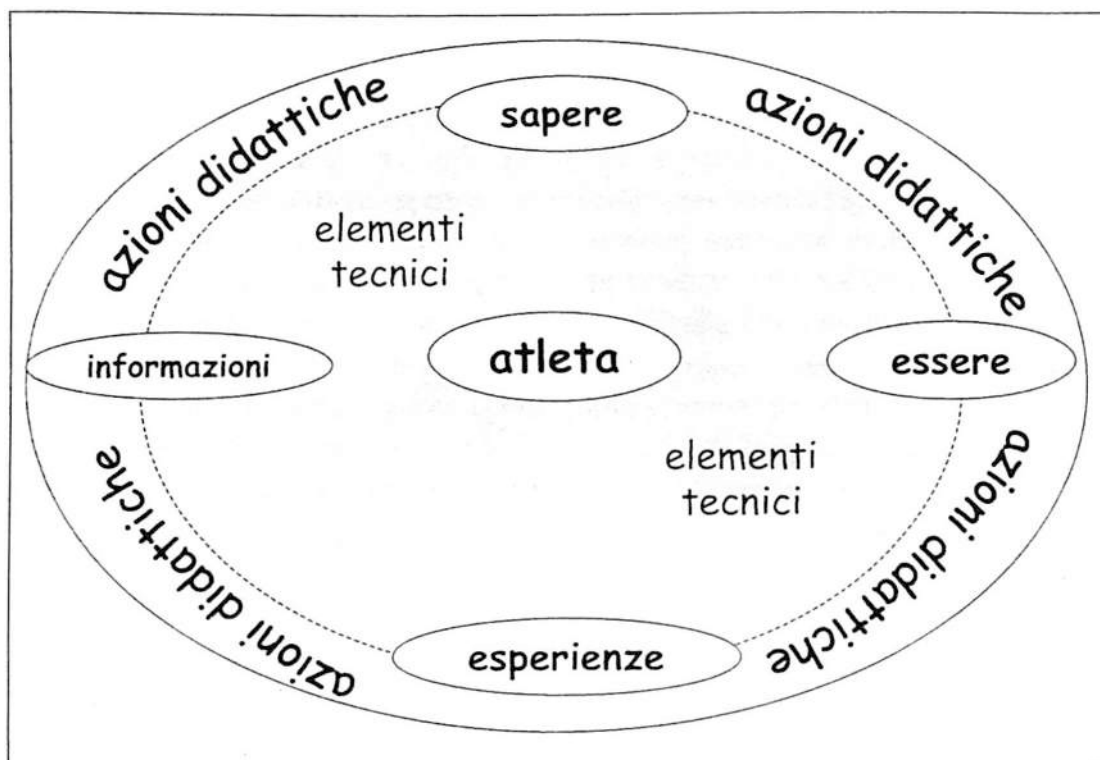 azioni didattiche
sapere
azioni didattiche
elementi
tecnici
informazioni
atleta
essere
elementi
tecnici
azioni didattiche
esperienze
azioni didattiche